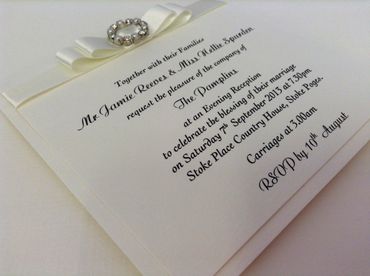 Together with their Families
Mr. Jamie Reeves & Miss Hollie Spurden
request the pleasure of the company of
The Pumplins
at an Evening Reception
to celebrate the blessing of their marriage
on Saturday 7th September 2013 at 7.30pm
Stoke Place Country House, Stoke Poges.
Carriages at 3.00am
RSVP by 10th August